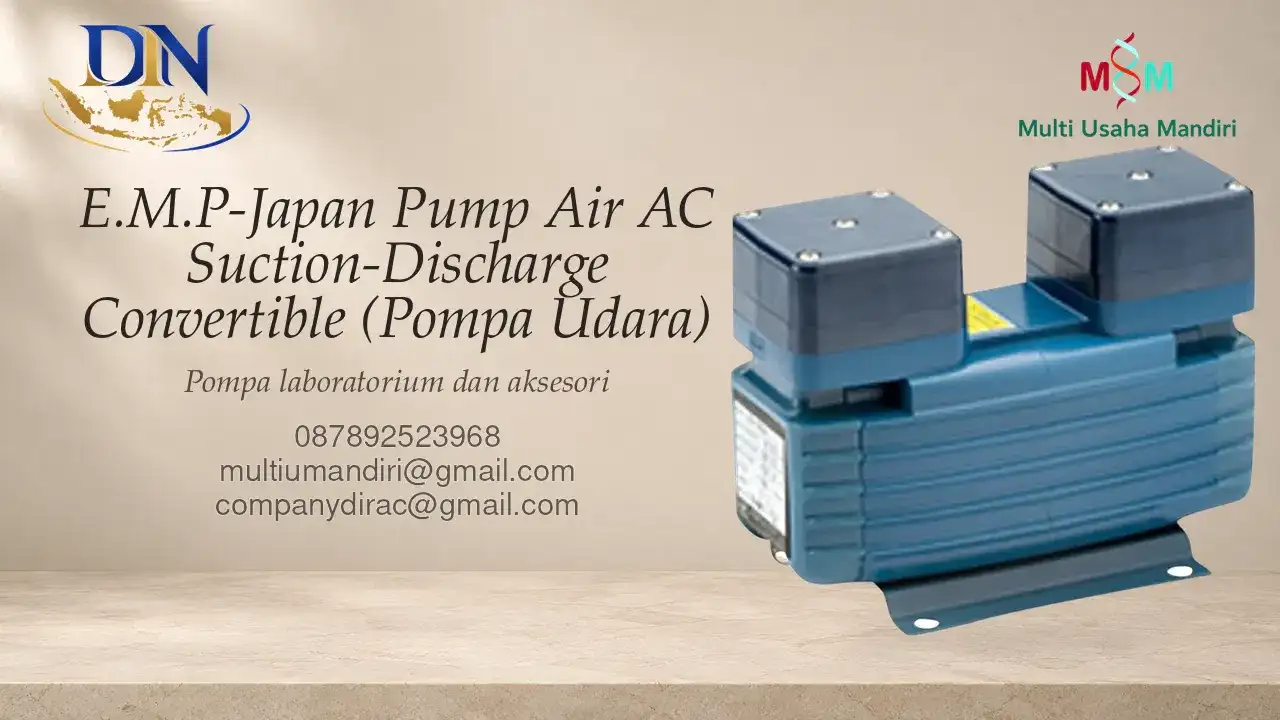 DN
M M
Multi Usaha Mandiri
E.M.P-Japan Pump Air AC
Suction-Discharge
Convertible (Pompa Udara)
Pompa laboratorium dan aksesori
087892523968
multiumandiri@gmail.com
companydirac@gmail.com